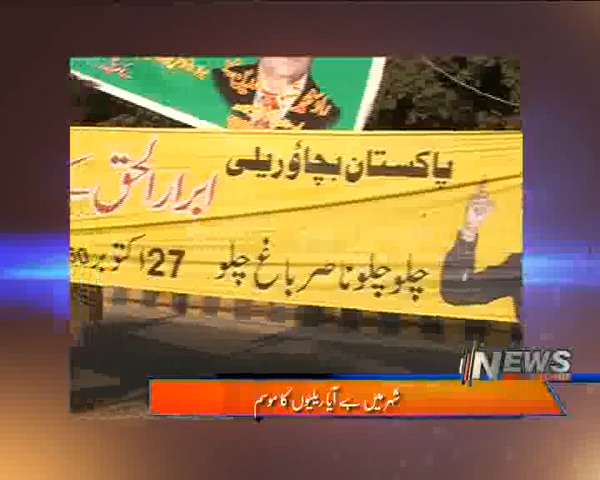 پاکستان بچاؤ ریلی
ابرارالحق
چلو چلو ناصر باغ چلو 27 اکتوبر
NEWS
شہر میں ہے آیا ریلیوں کا موسم